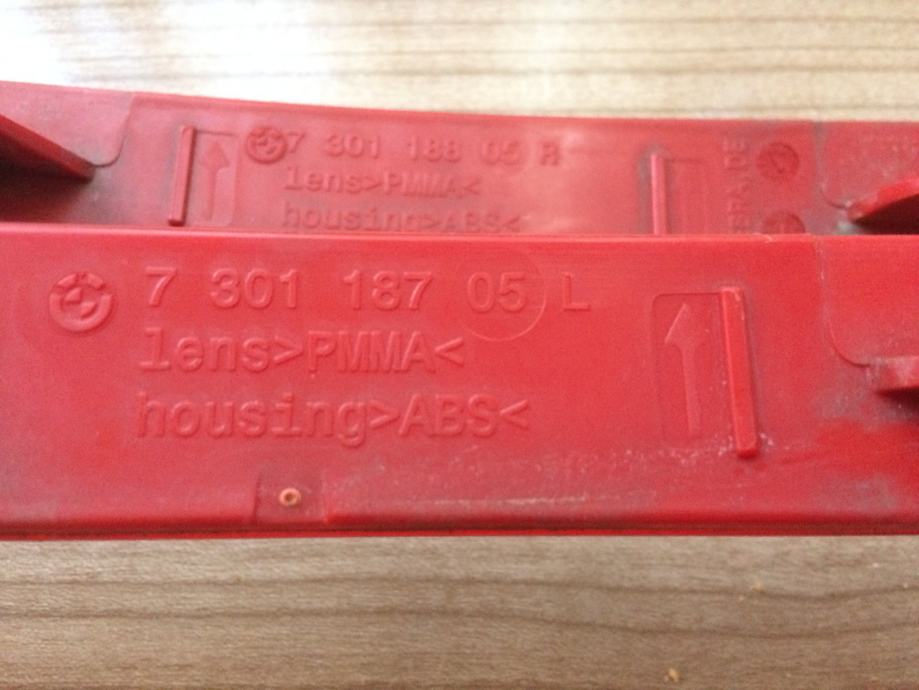 7 301 188 05 R
lens>PMMA<
housing>ABS<
7 301 187 05 L
lens>PMMA<
housing>ABS<